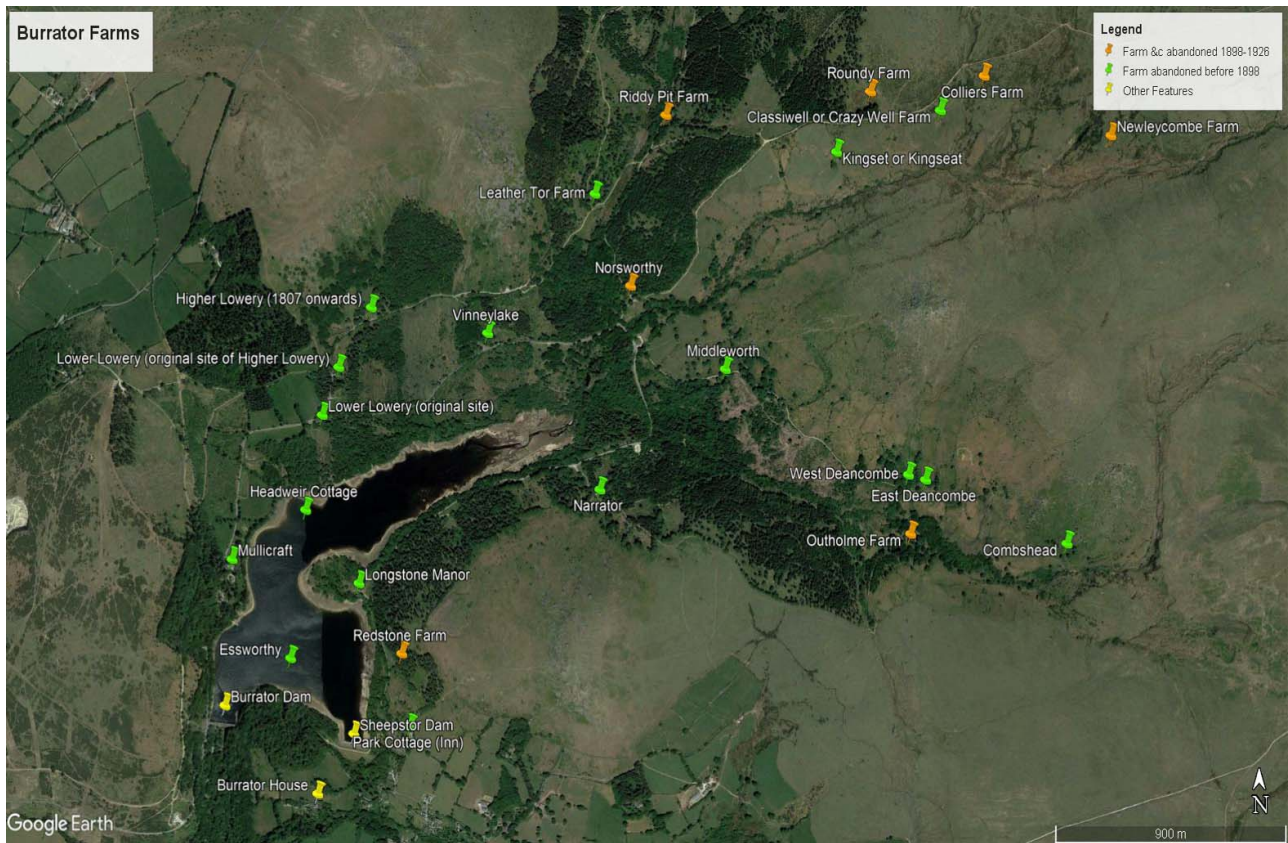 Burrator Farms
Legend
Farm &c abandoned 1898-1926
Farm abandoned before 1898
Other Features
Roundy Farm
Colliers Farm
Riddy Pit Farm
Classiwell or Crazy Well Farm
Newleycombe Farm
Kingset or Kingseat
Leather Tor Farm
Norsworthy
Higher Lowery (1807 onwards)
Vinneylake
Middleworth
Lower Lowery (original site of Higher Lowery)
Lower Lowery (original site)
West Deancombe
East Deancombe
Headweir Cottage
Narrator
Outholme Farm
Combshead
Mullicraft
Longstone Manor
Redstone Farm
Essworthy
Burrator Dam
Sheepstor Dam
Park Cottage (Inn)
Burrator House
N
Google Earth
900 m